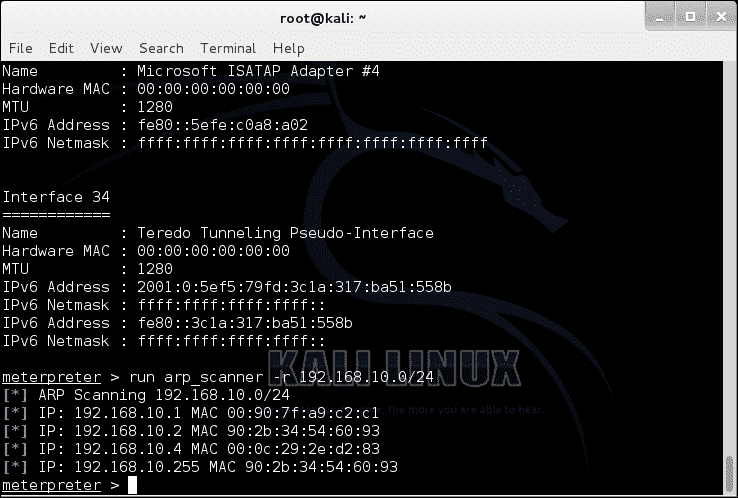 root@kali: ~
File Edit View Search Terminal Help
Name : Microsoft ISATAP Adapter #4
Hardware MAC : 00:00:00:00:00:00
MTU : 1280
IPv6 Address : fe80::5efe:c0a8:a02
IPv6 Netmask : ffff:ffff:ffff:ffff:ffff:ffff:ffff:ffff
Interface 34
============
Name : Teredo Tunneling Pseudo-Interface
Hardware MAC : 00:00:00:00:00:00
MTU : 1280
IPv6 Address : 2001:0:5ef5:79fd:3c1a:317:ba51:558b
IPv6 Netmask : ffff:ffff:ffff:ffff::
IPv6 Address : fe80::3c1a:317:ba51:558b
IPv6 Netmask : ffff:ffff:ffff:ffff::
KALI LINUX
meterpreter > run arp_scanner -r 192.168.10.0/24
[*] ARP Scanning 192.168.10.0/24
[*] IP: 192.168.10.1 MAC 00:90:7f:a9:c2:c1
, the more you are able to hear
[*] IP: 192.168.10.2 MAC 90:2b:34:54:60:93
[*] IP: 192.168.10.4 MAC 00:0c:29:2e:d2:83
[*] IP: 192.168.10.255 MAC 90:2b:34:54:60:93
meterpreter >